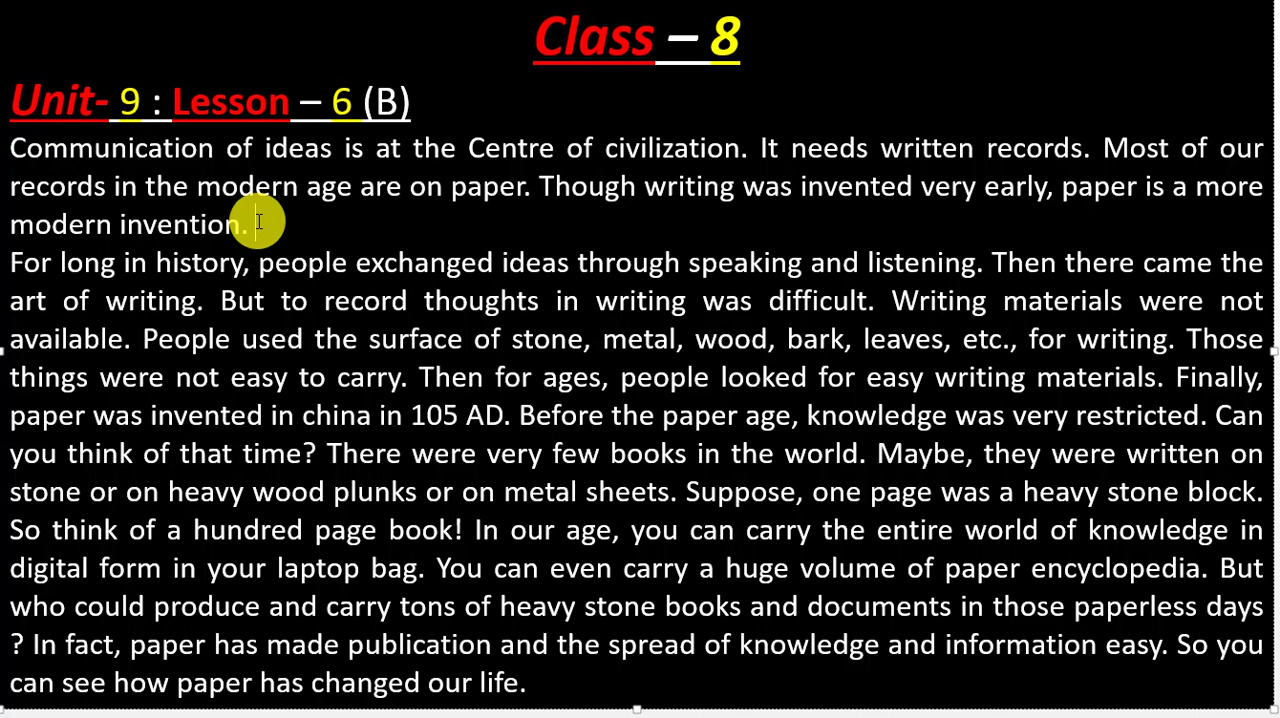 Class – 8
Unit- 9 : Lesson – 6 (B)
Communication of ideas is at the Centre of civilization. It needs written records. Most of our
records in the modern age are on paper. Though writing was invented very early, paper is a more
modern invention.
For long in history, people exchanged ideas through speaking and listening. Then there came the
art of writing. But to record thoughts in writing was difficult. Writing materials were not
available. People used the surface of stone, metal, wood, bark, leaves, etc., for writing. Those
things were not easy to carry. Then for ages, people looked for easy writing materials. Finally,
paper was invented in china in 105 AD. Before the paper age, knowledge was very restricted. Can
you think of that time? There were very few books in the world. Maybe, they were written on
stone or on heavy wood plunks or on metal sheets. Suppose, one page was a heavy stone block.
So think of a hundred page book! In our age, you can carry the entire world of knowledge in
digital form in your laptop bag. You can even carry a huge volume of paper encyclopedia. But
who could produce and carry tons of heavy stone books and documents in those paperless days
? In fact, paper has made publication and the spread of knowledge and information easy. So you
can see how paper has changed our life.